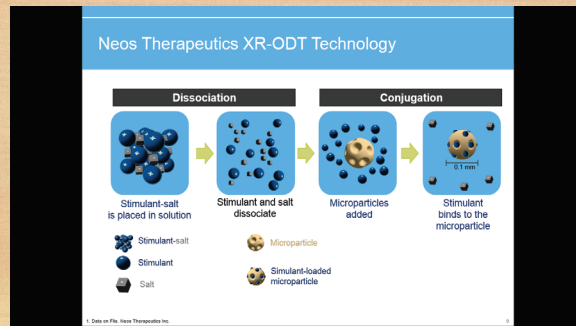 Neos Therapeutics XR-ODT Technology
Dissociation
Conjugation
0.1 mm
Stimulant-salt
is placed in solution
Stimulant and salt
dissociate
Microparticles
added
Stimulant
binds to the
microparticle
Stimulant-salt
Stimulant
Salt
Microparticle
Simulant-loaded
microparticle
1. Data on File. Neos Therapeutics Inc.